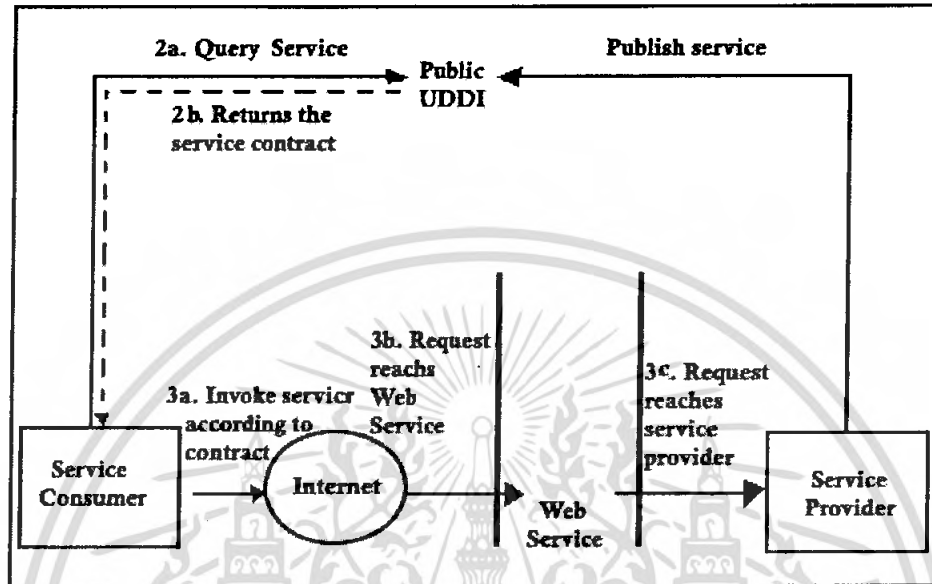 2a. Query Service
Publish service
Public
UDDI
2b. Returns the
service contract
3b. Request
reachs
Web
Service
3c. Request
reaches
service
provider
3a. Invoke servicr
according to
contract
Service
Consumer
Internet
Web
Service
Service
Provider